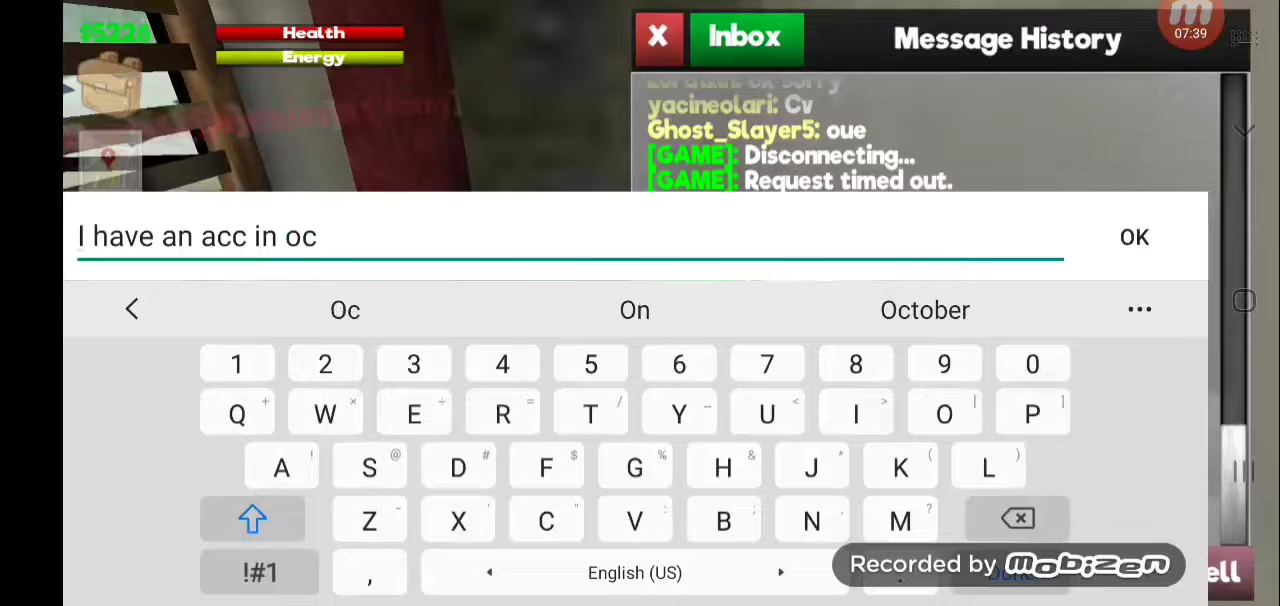 $5226
Health
Energy
X
Inbox
Message History
07:39
yacineolari: Cv
Ghost_Slayer5: oue
[GAME]: Disconnecting...
[GAME]: Request timed out.
I have an acc in oc
OK
Oc
On
October
1 2 3 4 5 6 7 8 9 0
Q W E R T Y U I O P
A S D F G H J K L
Z X C V B N M
!#1
,
English (US)
Recorded by mobizen
ell